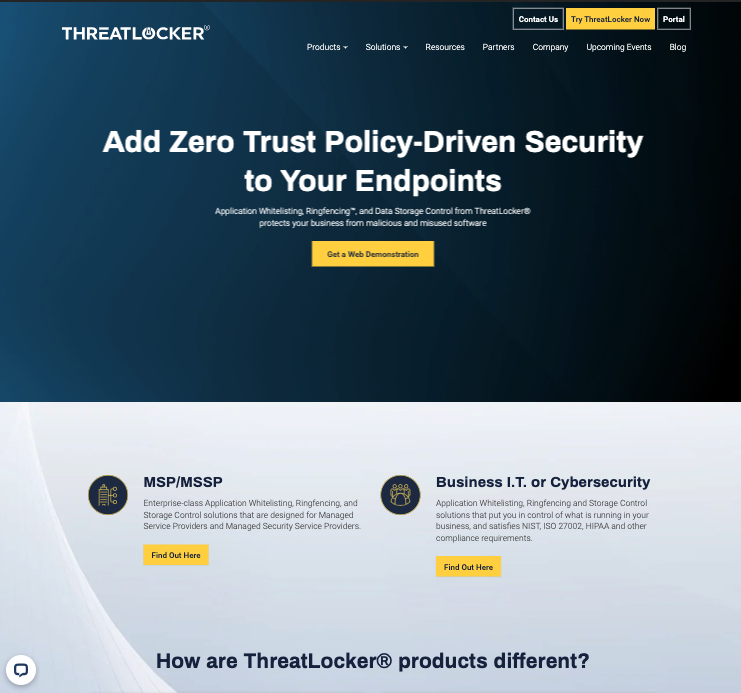 Contact Us
Try ThreatLocker Now
Portal
THREATLOCKER®
Products
Solutions
Resources
Partners
Company
Upcoming Events
Blog
Add Zero Trust Policy-Driven Security
to Your Endpoints
Application Whitelisting, Ringfencing™, and Data Storage Control from ThreatLocker®
protects your business from malicious and misused software
Get a Web Demonstration
MSP/MSSP
Enterprise-class Application Whitelisting, Ringfencing, and
Storage Control solutions that are designed for Managed
Service Providers and Managed Security Service Providers.
Find Out Here
Business I.T. or Cybersecurity
Application Whitelisting, Ringfencing and Storage Control
solutions that put you in control of what is running in your
business, and satisfies NIST, ISO 27002, HIPAA and other
compliance requirements.
Find Out Here
How are ThreatLocker® products different?